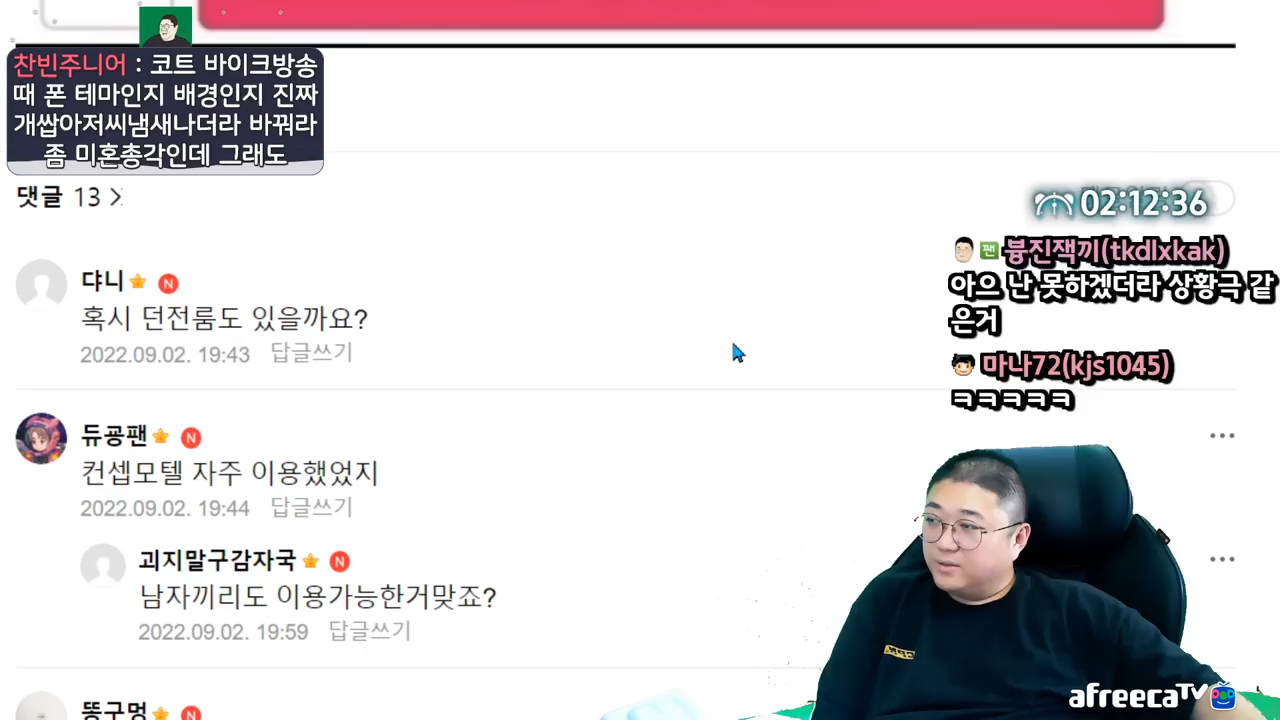 찬빈주니어 : 코트 바이크방송
때 폰 테마인지 배경인지 진짜
개쌉아저씨냄새나더라 바꿔라
좀 미혼총각인데 그래도
댓글 13 >
02:12:36
댜니 N
혹시 던전룸도 있을까요?
2022.09.02. 19:43 답글쓰기
팬 븅진잭끼(tkdlxkak)
아으 난 못하겠더라 상황극 같
은거
마나72(kjs1045)
ㅋㅋㅋㅋㅋ
듀공팬 N
컨셉모텔 자주 이용했었지
2022.09.02. 19:44 답글쓰기
괴지말구감자국 N
남자끼리도 이용가능한거맞죠?
2022.09.02. 19:59 답글쓰기
똥구멍 N
afreecaTV